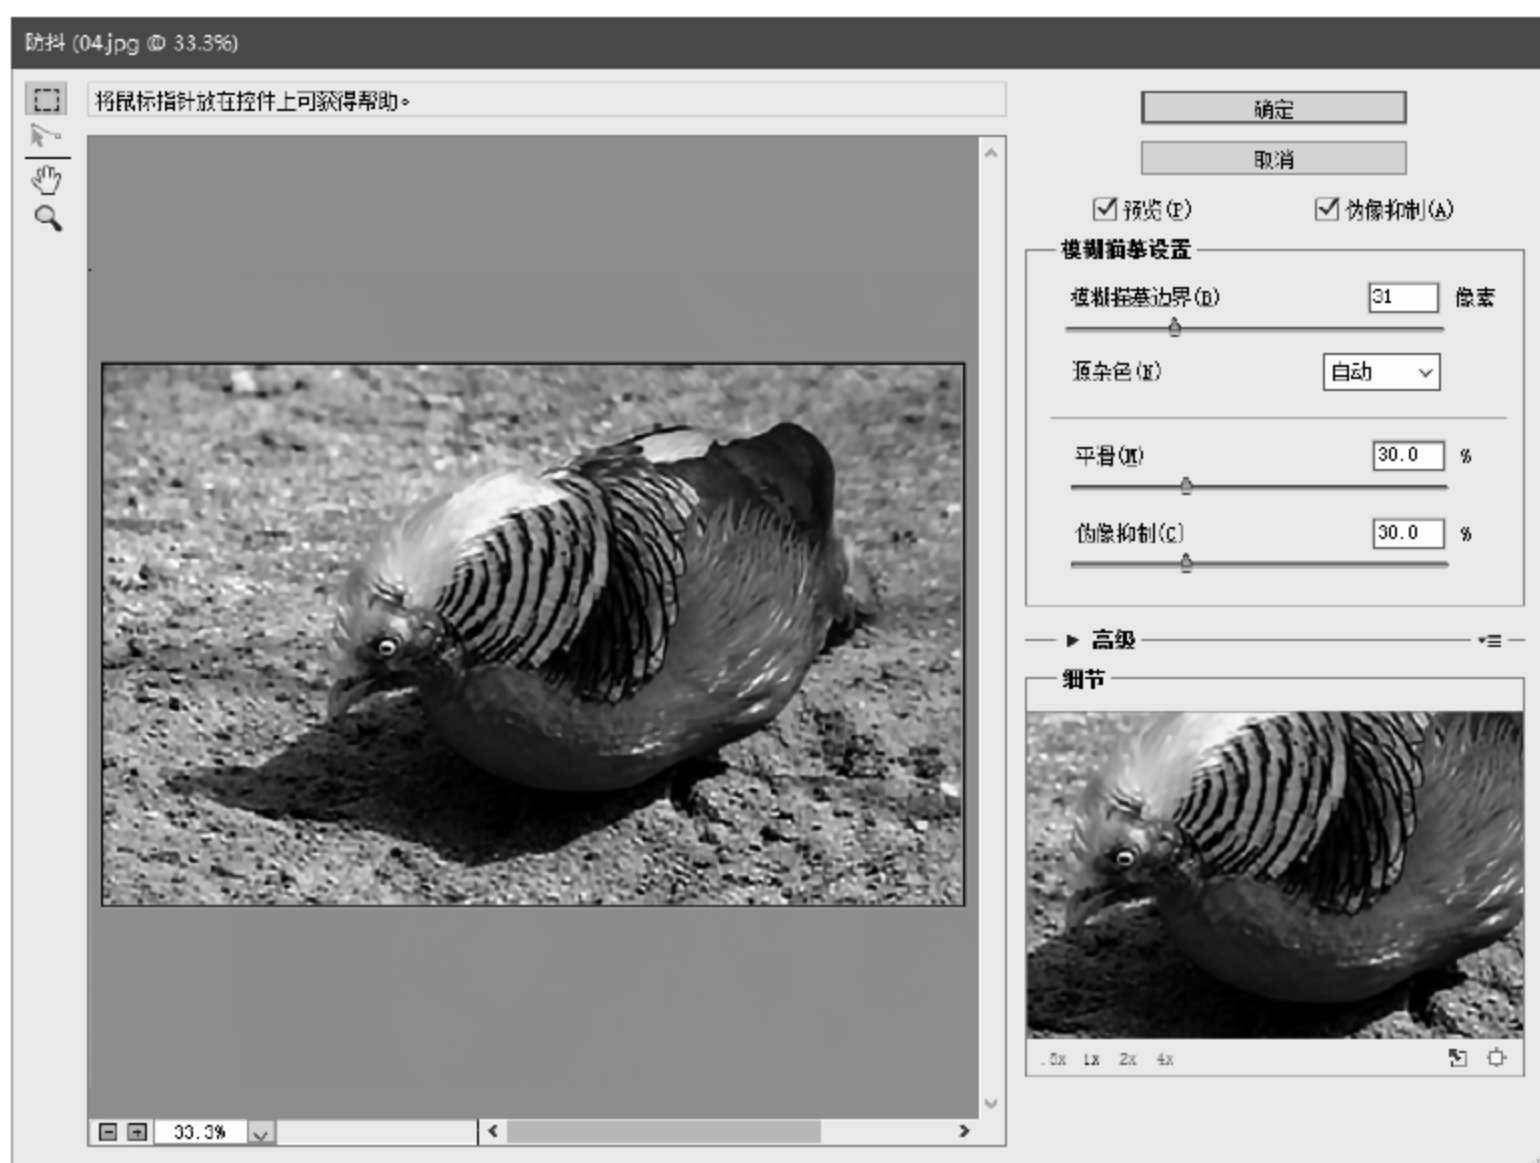 防抖 (04.jpg @ 33.3%)
将鼠标指针放在控件上可获得帮助。
确定
取消
预览(P)
伪像抑制(A)
模糊描摹设置
模糊描摹边界(B)
31
像素
源杂色(N)
自动
平滑(M)
30.0
%
伪像抑制(C)
30.0
%
高级
细节
.5x 1x 2x 4x
33.3%